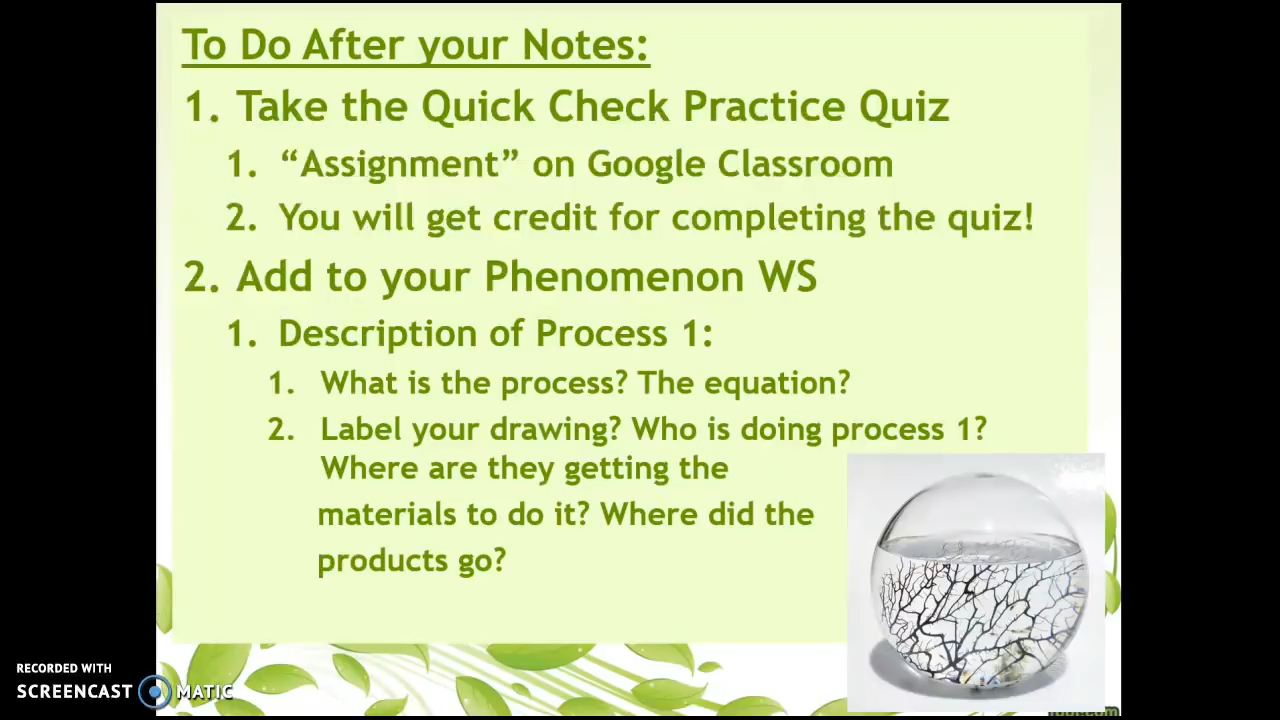 To Do After your Notes:
1. Take the Quick Check Practice Quiz
1. “Assignment” on Google Classroom
2. You will get credit for completing the quiz!
2. Add to your Phenomenon WS
1. Description of Process 1:
1. What is the process? The equation?
2. Label your drawing? Who is doing process 1?
Where are they getting the
materials to do it? Where did the
products go?
RECORDED WITH
SCREENCAST MATIC